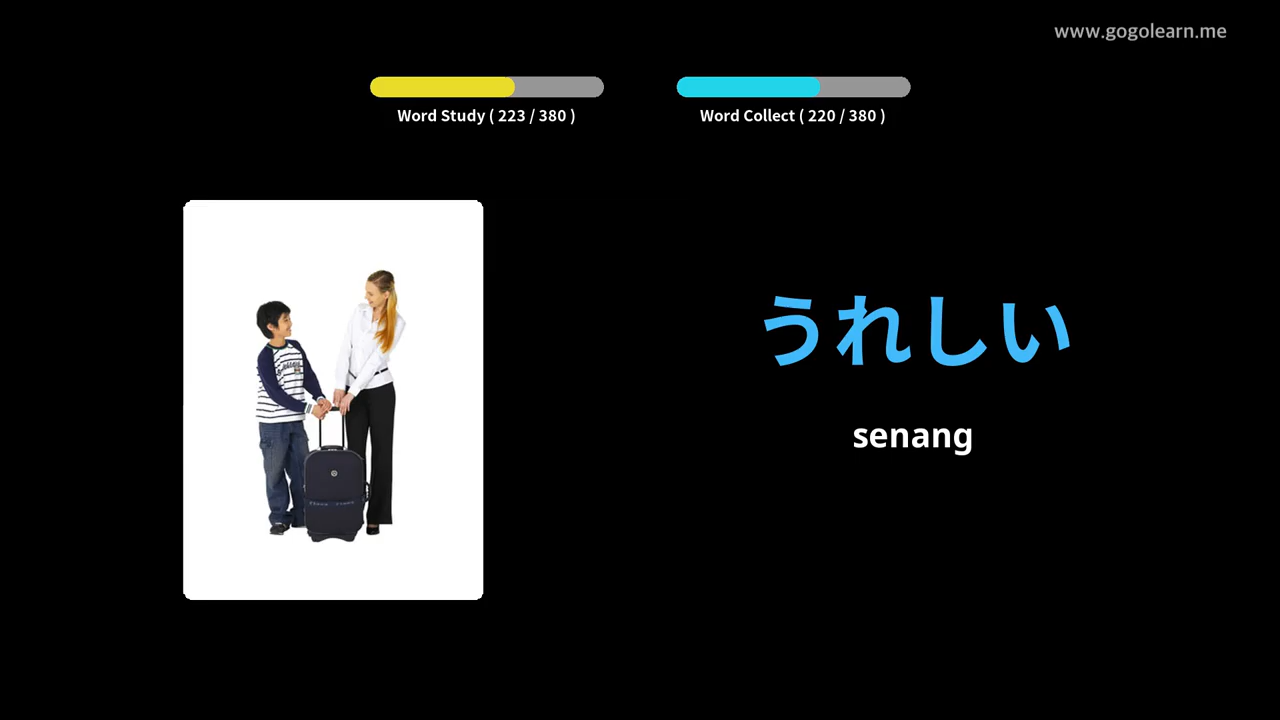 www.gogolearn.me
Word Study ( 223 / 380 )
Word Collect ( 220 / 380 )
うれしい
senang